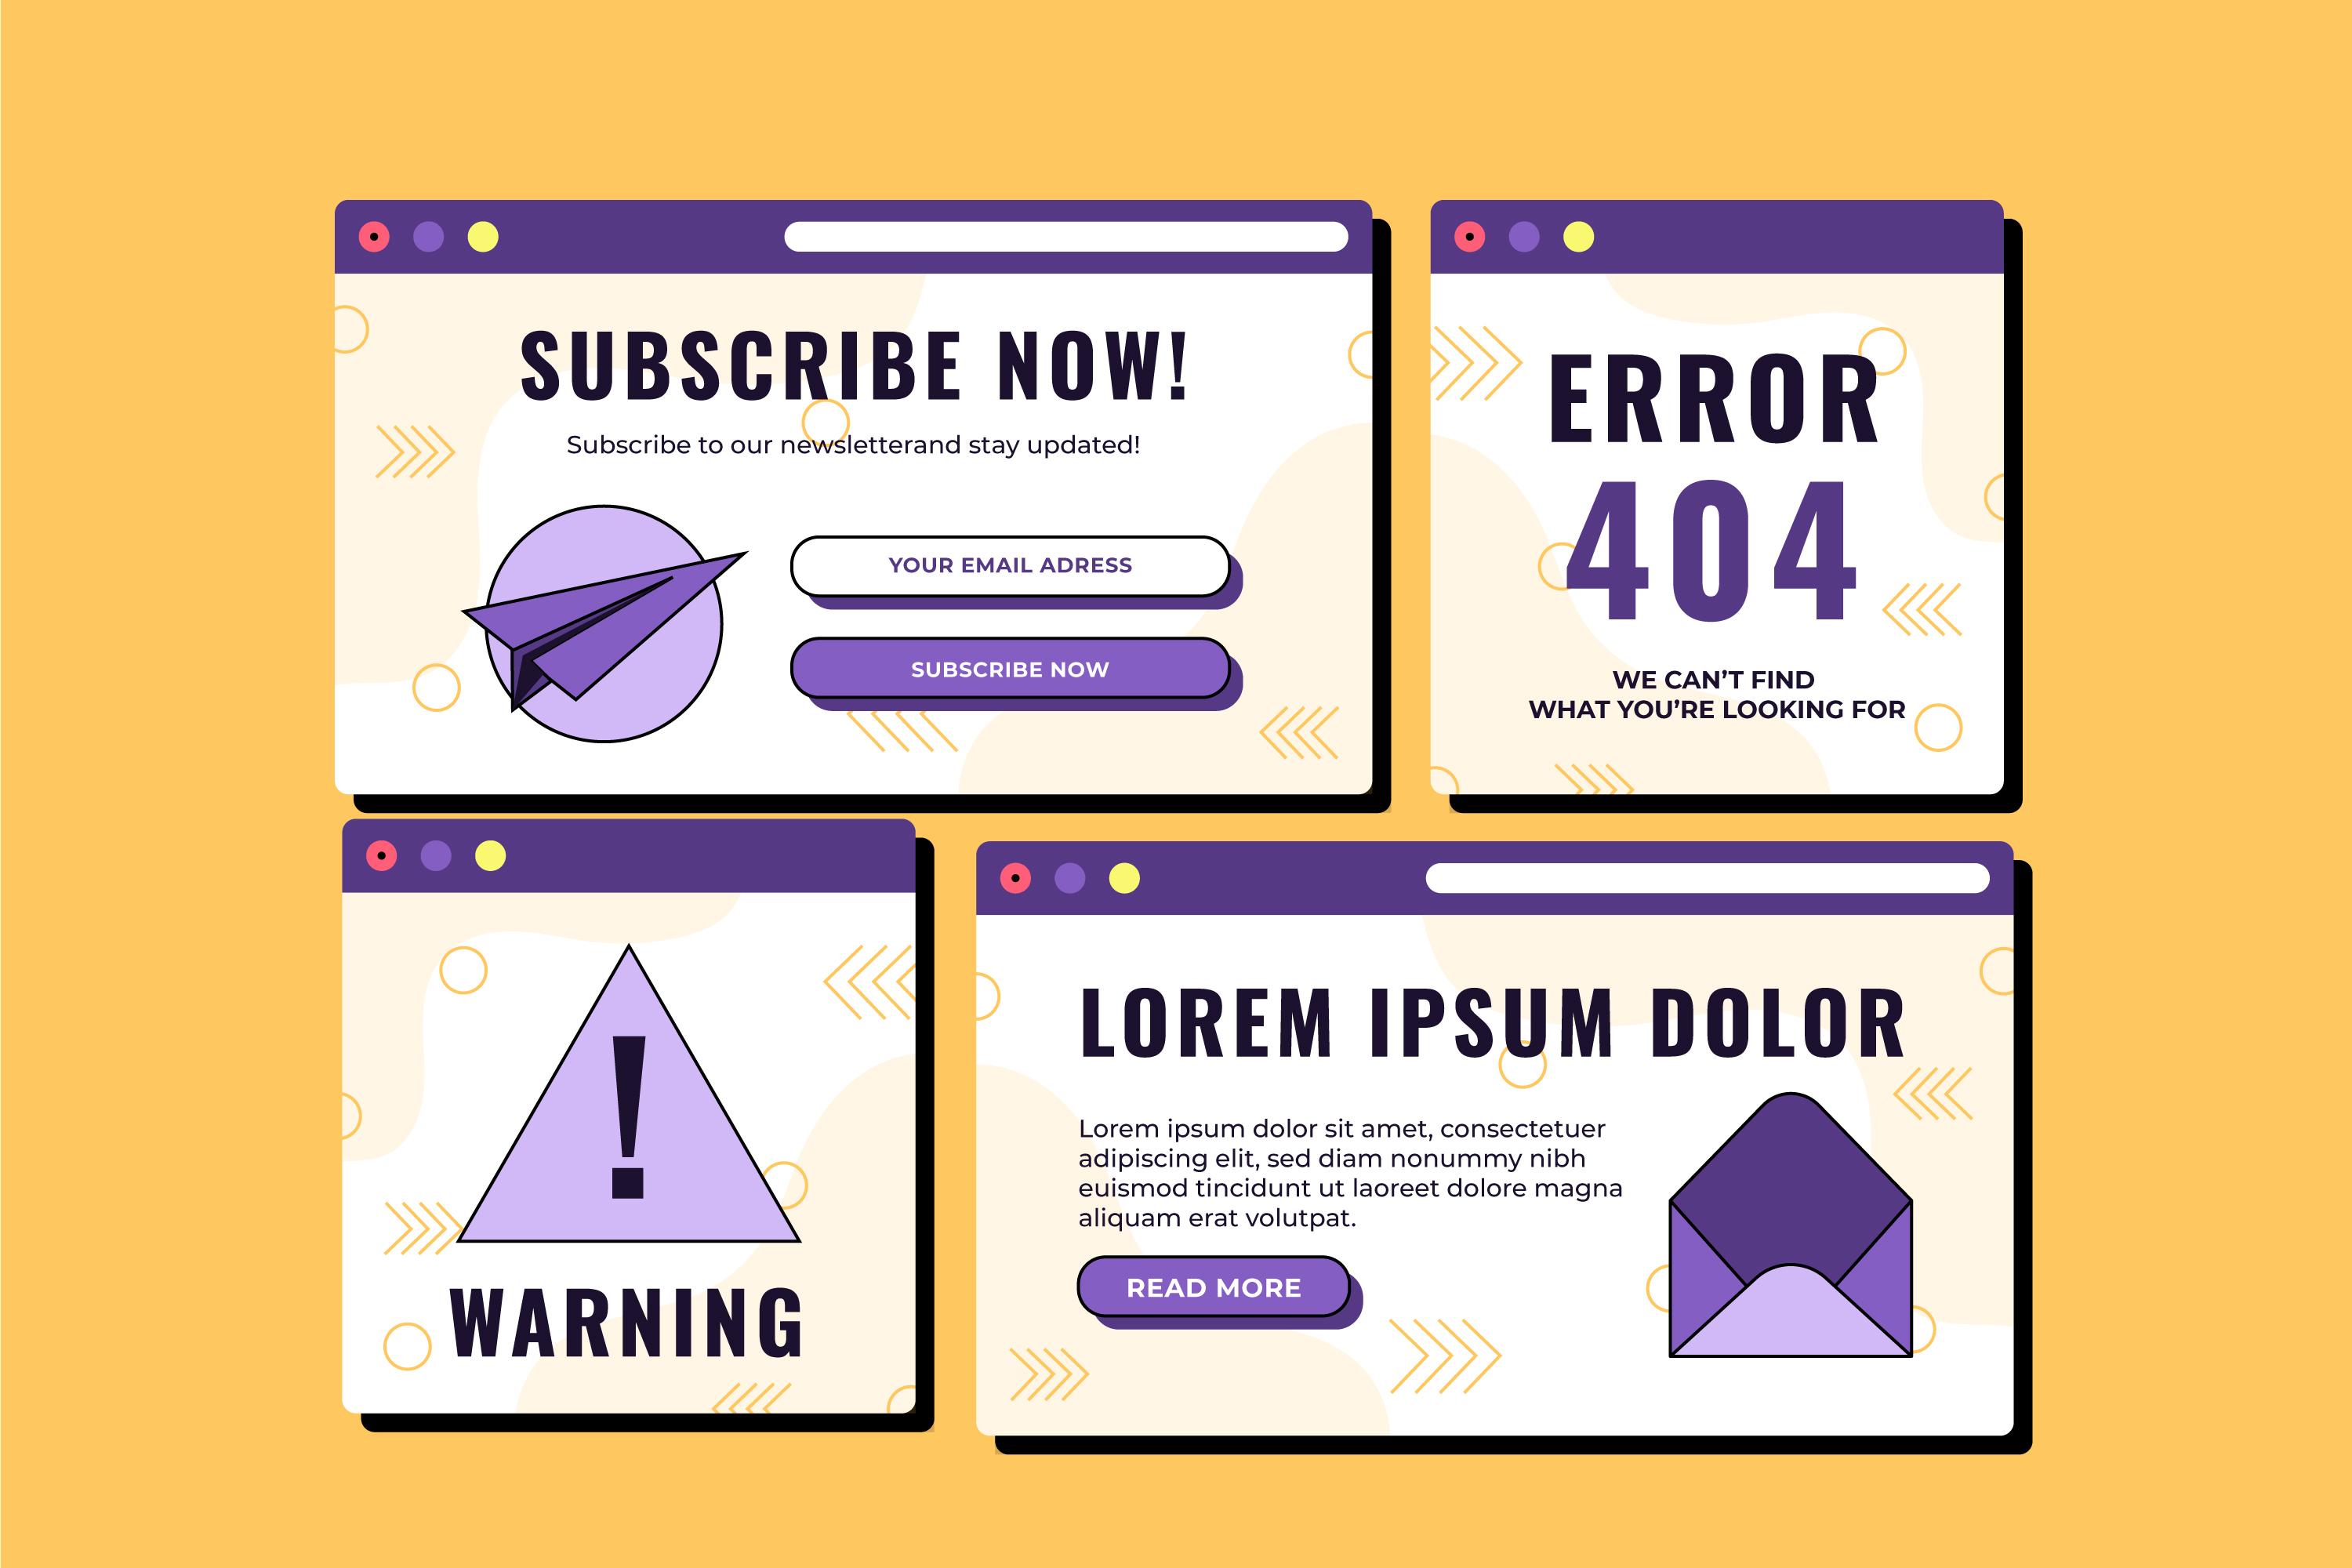 SUBSCRIBE NOW!
Subscribe to our newsletterand stay updated!
YOUR EMAIL ADRESS
SUBSCRIBE NOW
ERROR
404
WE CAN’T FIND
WHAT YOU’RE LOOKING FOR
!
WARNING
LOREM IPSUM DOLOR
Lorem ipsum dolor sit amet, consectetuer
adipiscing elit, sed diam nonummy nibh
euismod tincidunt ut laoreet dolore magna
aliquam erat volutpat.
READ MORE